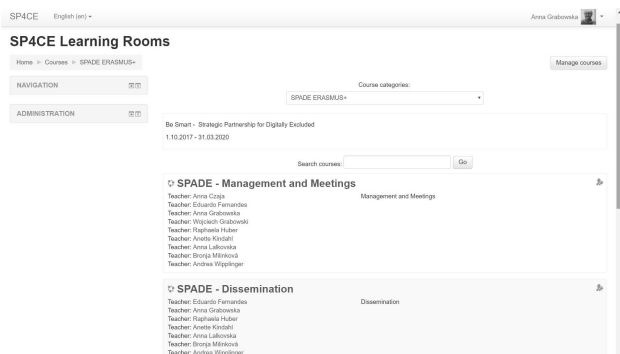 SP4CE English (en) Anna Grabowska
SP4CE Learning Rooms
Home Courses SPADE ERASMUS+ Manage courses
NAVIGATION
ADMINISTRATION
Course categories:
SPADE ERASMUS+
Be Smart - Strategic Partnership for Digitally Excluded
1.10.2017 - 31.03.2020
Search courses: Go
SPADE - Management and Meetings
Teacher: Anna Czaja Management and Meetings
Teacher: Eduardo Fernandes
Teacher: Anna Grabowska
Teacher: Wojciech Grabowski
Teacher: Raphaela Huber
Teacher: Anette Kindahl
Teacher: Anna Lalkovska
Teacher: Bronja Milinková
Teacher: Andrea Wipplinger
SPADE - Dissemination
Teacher: Eduardo Fernandes Dissemination
Teacher: Anna Grabowska
Teacher: Raphaela Huber
Teacher: Anette Kindahl
Teacher: Anna Lalkovska
Teacher: Bronja Milinková
Teacher: Andrea Wipplinger